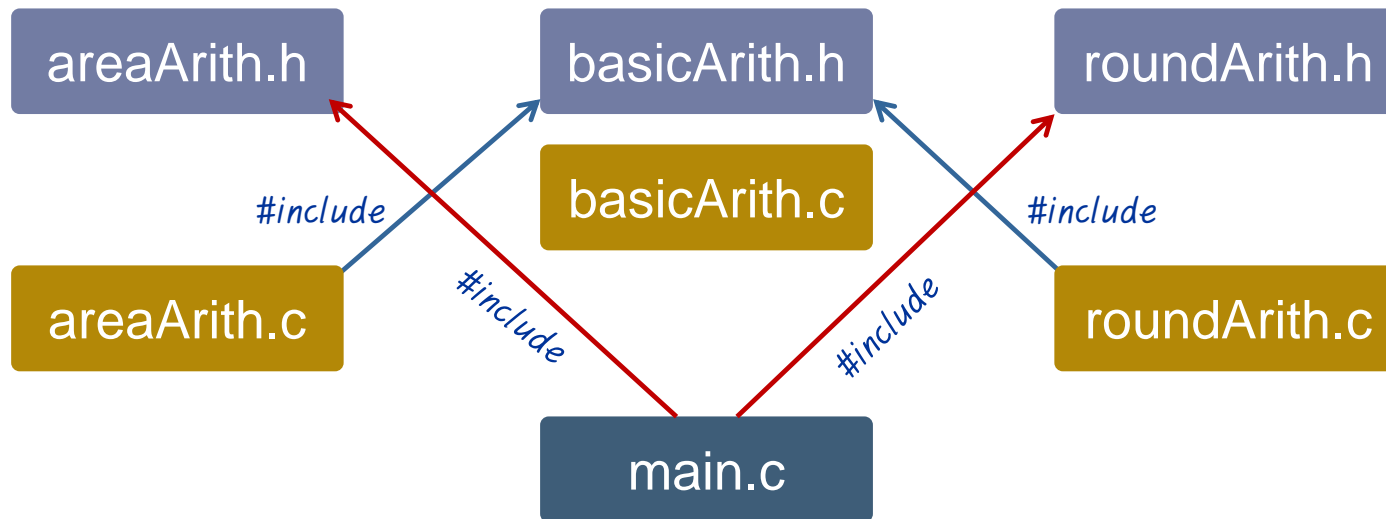 areaArith.h
basicArith.h
roundArith.h
basicArith.c
#include
#include
areaArith.c
#include
#include
roundArith.c
main.c